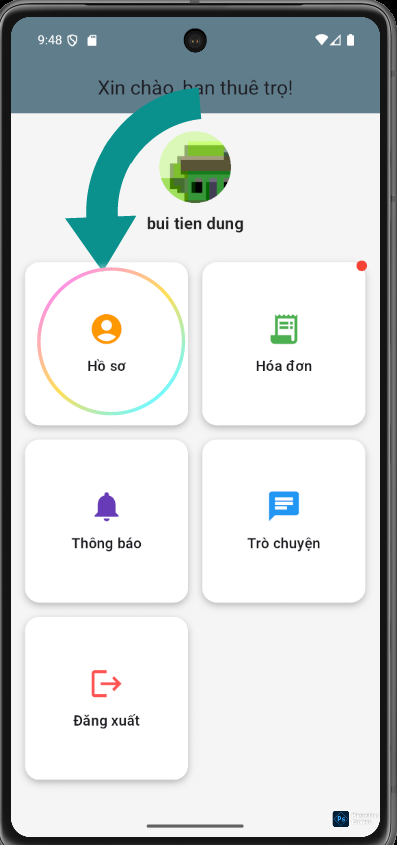 9:48
Xin chào, bạn thuê trọ!
bui tien dung
Hồ sơ
Hóa đơn
Thông báo
Trò chuyện
Đăng xuất
Ps